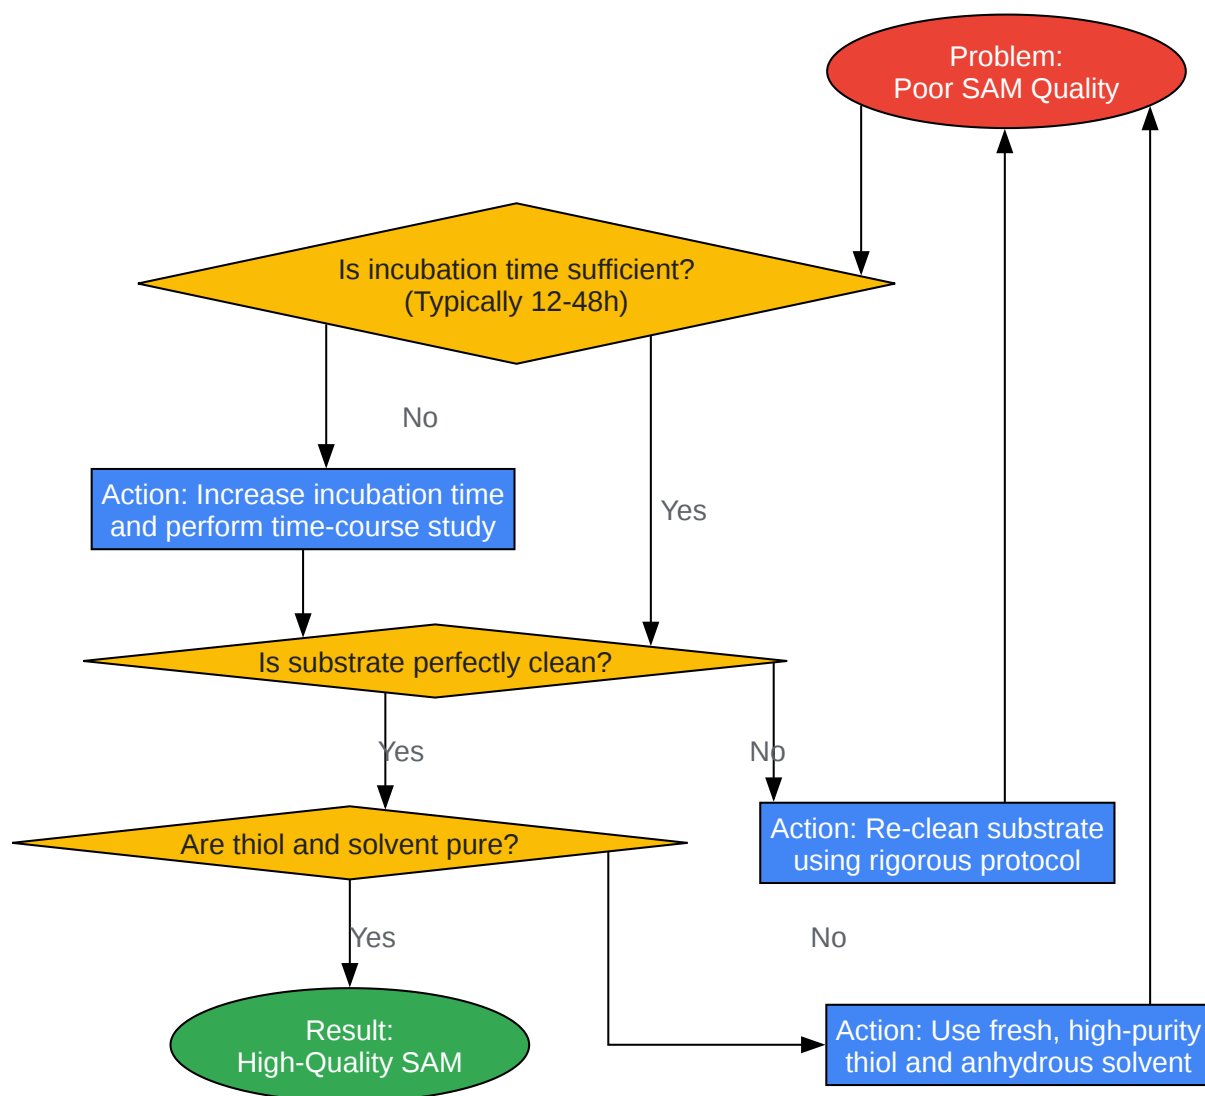 Problem:
Poor SAM Quality
Is incubation time sufficient?
(Typically 12-48h)
No
Action: Increase incubation time
and perform time-course study
Yes
Is substrate perfectly clean?
Yes
No
Action: Re-clean substrate
using rigorous protocol
Are thiol and solvent pure?
Yes
No
Result:
High-Quality SAM
Action: Use fresh, high-purity
thiol and anhydrous solvent